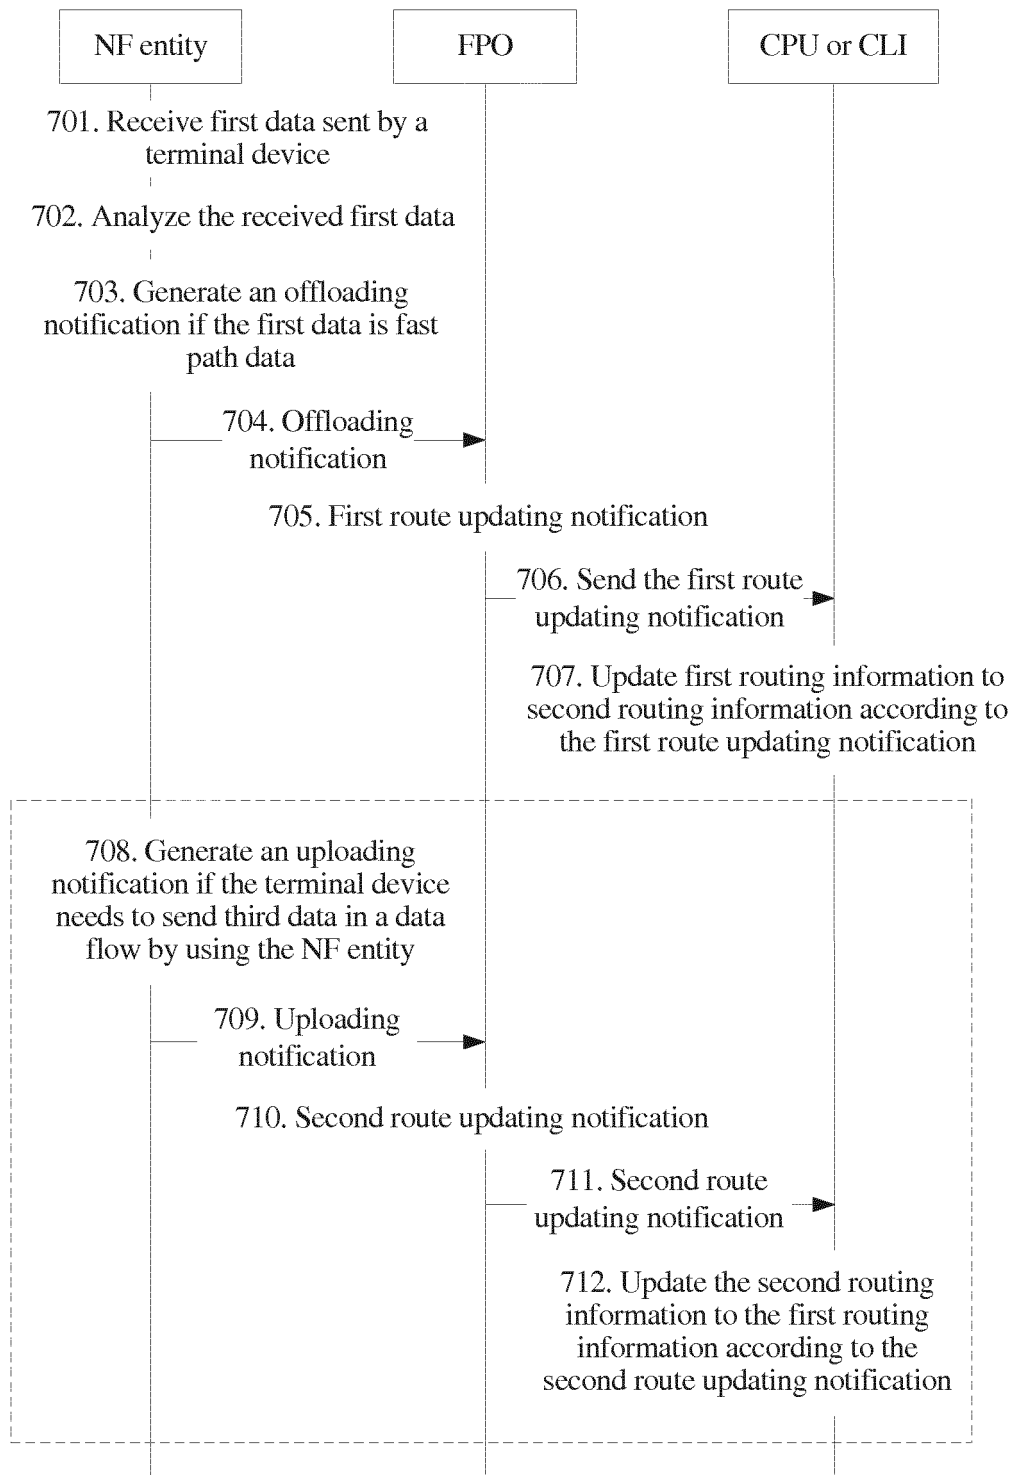 NF entity
FPO
CPU or CLI
701. Receive first data sent by a
terminal device
702. Analyze the received first data
703. Generate an offloading
notification if the first data is fast
path data
704. Offloading
notification
705. First route updating notification
706. Send the first route
updating notification
707. Update first routing information to
second routing information according to
the first route updating notification
708. Generate an uploading
notification if the terminal device
needs to send third data in a data
flow by using the NF entity
709. Uploading
notification
710. Second route updating notification
711. Second route
updating notification
712. Update the second routing
information to the first routing
information according to the
second route updating notification